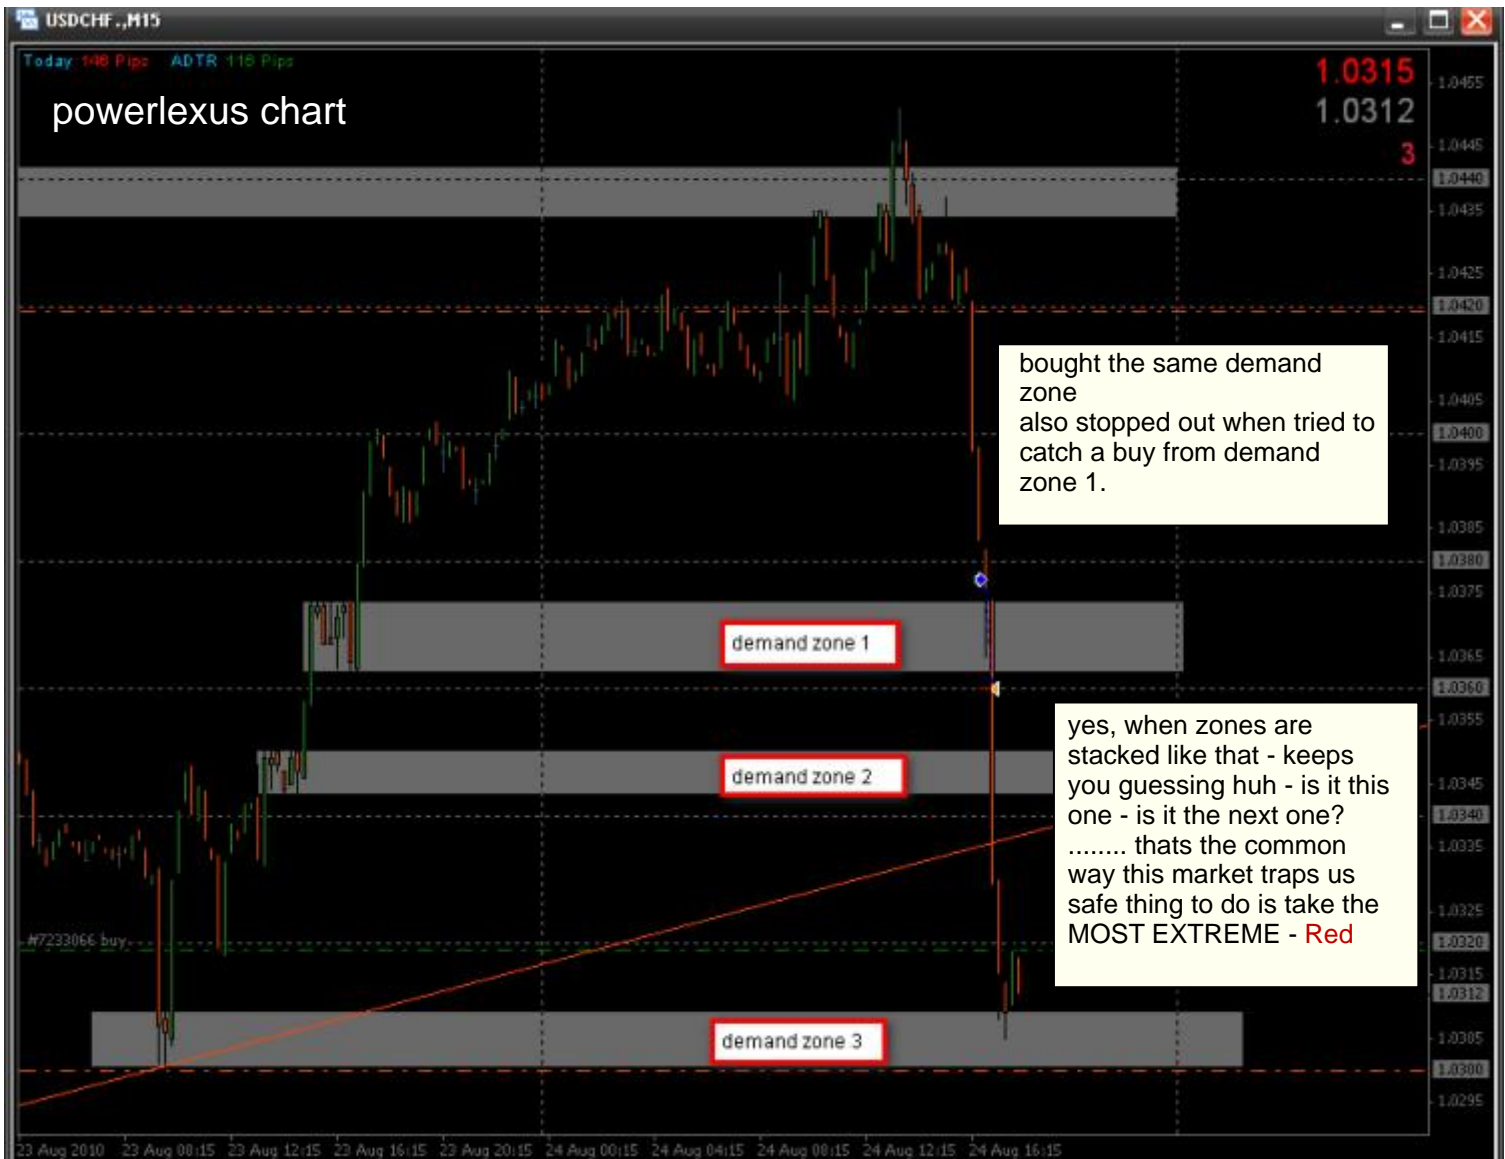 USDCHF.,M15
Today 146 Pips ADTR 116 Pips
powerlexus chart
1.0315
1.0312
3
1.0455
1.0445
1.0440
1.0435
1.0425
1.0420
1.0415
1.0405
1.0400
1.0395
1.0385
1.0380
1.0375
1.0365
1.0360
1.0355
1.0345
1.0340
1.0335
1.0325
1.0320
1.0315
1.0312
1.0305
1.0300
1.0295
bought the same demand
zone
also stopped out when tried to
catch a buy from demand
zone 1.
demand zone 1
yes, when zones are
stacked like that - keeps
you guessing huh - is it this
one - is it the next one?
........ thats the common
way this market traps us
safe thing to do is take the
MOST EXTREME - Red
demand zone 2
#7233066 buy
demand zone 3
23 Aug 2010 23 Aug 08:15 23 Aug 12:15 23 Aug 16:15 23 Aug 20:15 24 Aug 00:15 24 Aug 04:15 24 Aug 08:15 24 Aug 12:15 24 Aug 16:15